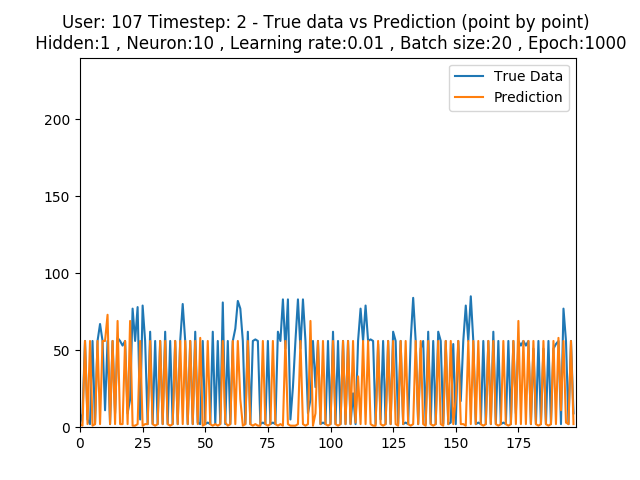 User: 107 Timestep: 2 - True data vs Prediction (point by point)
Hidden:1 , Neuron:10 , Learning rate:0.01 , Batch size:20 , Epoch:1000
True Data
Prediction
200
150
100
50
0
0 25 50 75 100 125 150 175